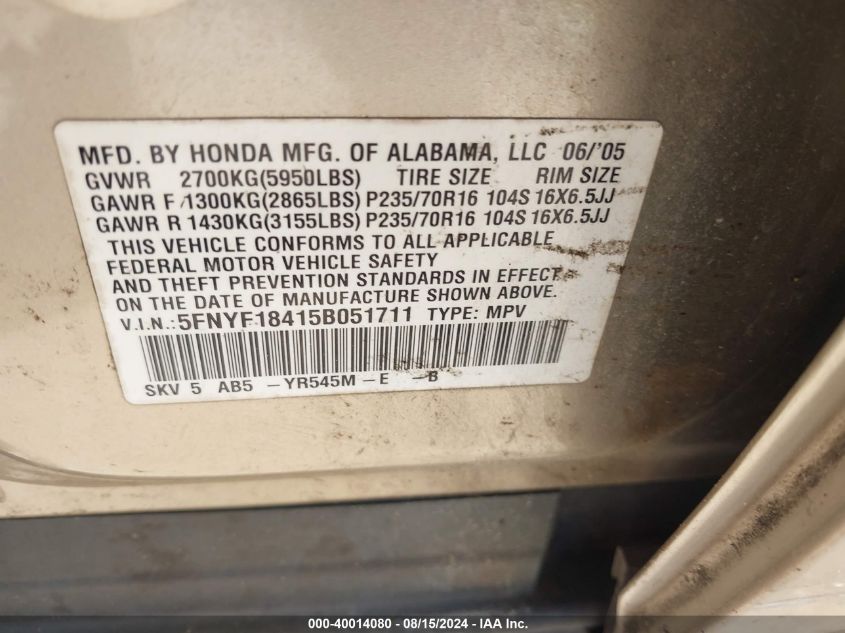 MFD. BY HONDA MFG. OF ALABAMA, LLC 06/'05
GVWR 2700KG(5950LBS) TIRE SIZE RIM SIZE
GAWR F 1300KG(2865LBS) P235/70R16 104S 16X6.5JJ
GAWR R 1430KG(3155LBS) P235/70R16 104S 16X6.5JJ
THIS VEHICLE CONFORMS TO ALL APPLICABLE
FEDERAL MOTOR VEHICLE SAFETY
AND THEFT PREVENTION STANDARDS IN EFFECT
ON THE DATE OF MANUFACTURE SHOWN ABOVE.
V.I.N.: 5FNYF18415B051711 TYPE: MPV
SKV 5 AB5 -YR545M-E -B
000-40014080 - 08/15/2024 - IAA Inc.